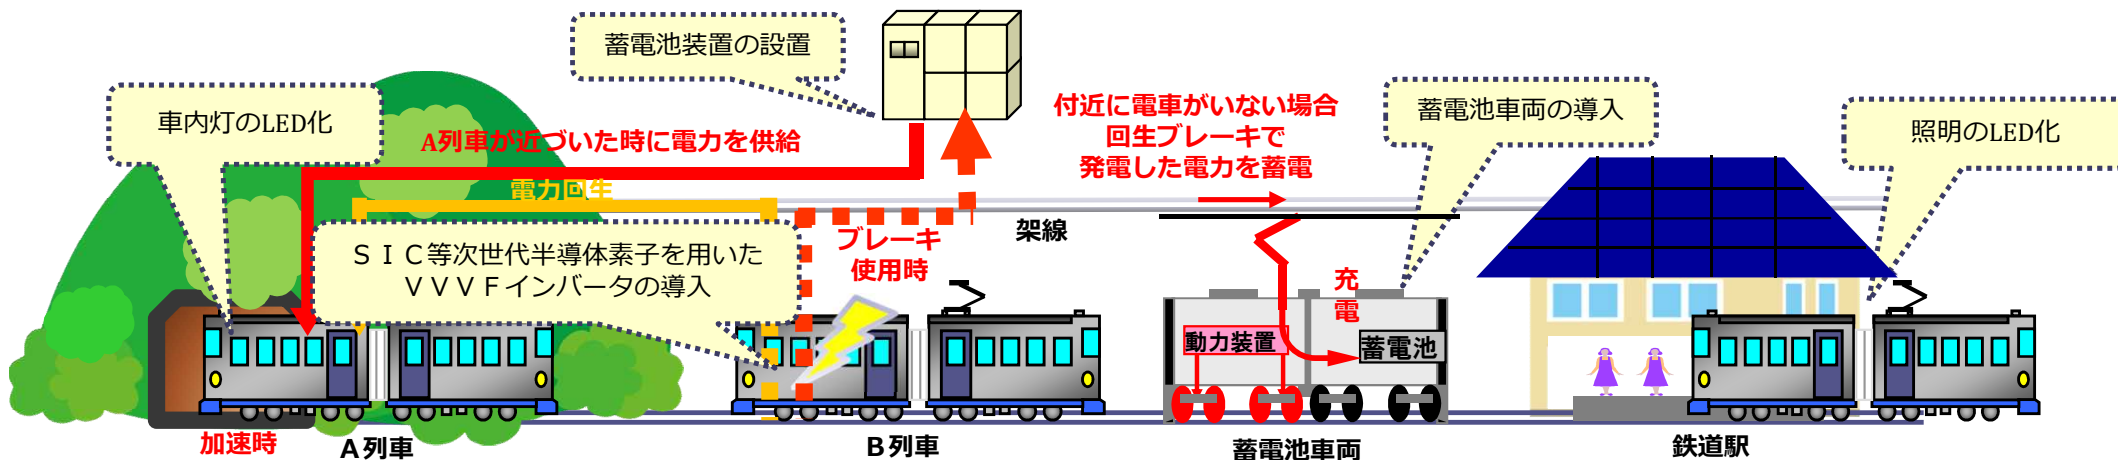 蓄電池装置の設置
車内灯のLED化
A列車が近づいた時に電力を供給
付近に電車がいない場合
回生ブレーキで
発電した電力を蓄電
蓄電池車両の導入
照明のLED化
電力回生
架線
ＳＩＣ等次世代半導体素子を用いた
ＶＶＶＦインバータの導入
ブレーキ
使用時
充
電
動力装置
蓄電池
加速時
A列車
B列車
蓄電池車両
鉄道駅